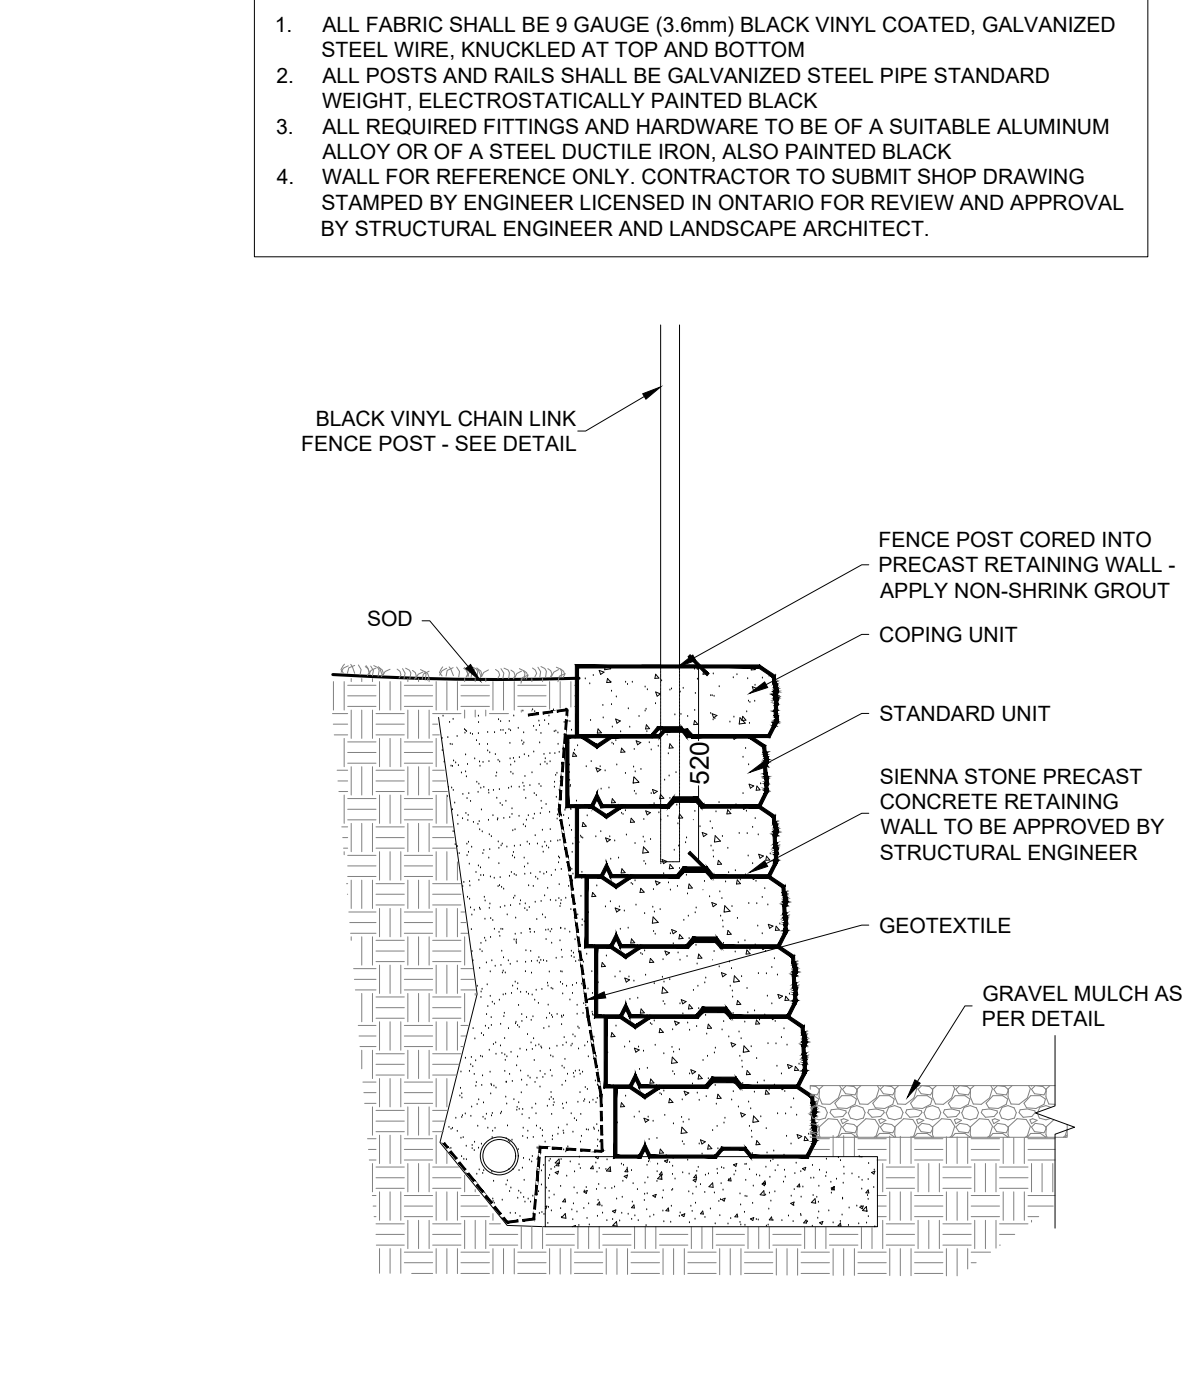 1. ALL FABRIC SHALL BE 9 GAUGE (3.6mm) BLACK VINYL COATED, GALVANIZED
STEEL WIRE, KNUCKLED AT TOP AND BOTTOM
2. ALL POSTS AND RAILS SHALL BE GALVANIZED STEEL PIPE STANDARD
WEIGHT, ELECTROSTATICALLY PAINTED BLACK
3. ALL REQUIRED FITTINGS AND HARDWARE TO BE OF A SUITABLE ALUMINUM
ALLOY OR OF A STEEL DUCTILE IRON, ALSO PAINTED BLACK
4. WALL FOR REFERENCE ONLY. CONTRACTOR TO SUBMIT SHOP DRAWING
STAMPED BY ENGINEER LICENSED IN ONTARIO FOR REVIEW AND APPROVAL
BY STRUCTURAL ENGINEER AND LANDSCAPE ARCHITECT.
BLACK VINYL CHAIN LINK
FENCE POST - SEE DETAIL
FENCE POST CORED INTO
PRECAST RETAINING WALL -
APPLY NON-SHRINK GROUT
SOD
COPING UNIT
STANDARD UNIT
520
SIENNA STONE PRECAST
CONCRETE RETAINING
WALL TO BE APPROVED BY
STRUCTURAL ENGINEER
GEOTEXTILE
GRAVEL MULCH AS
PER DETAIL